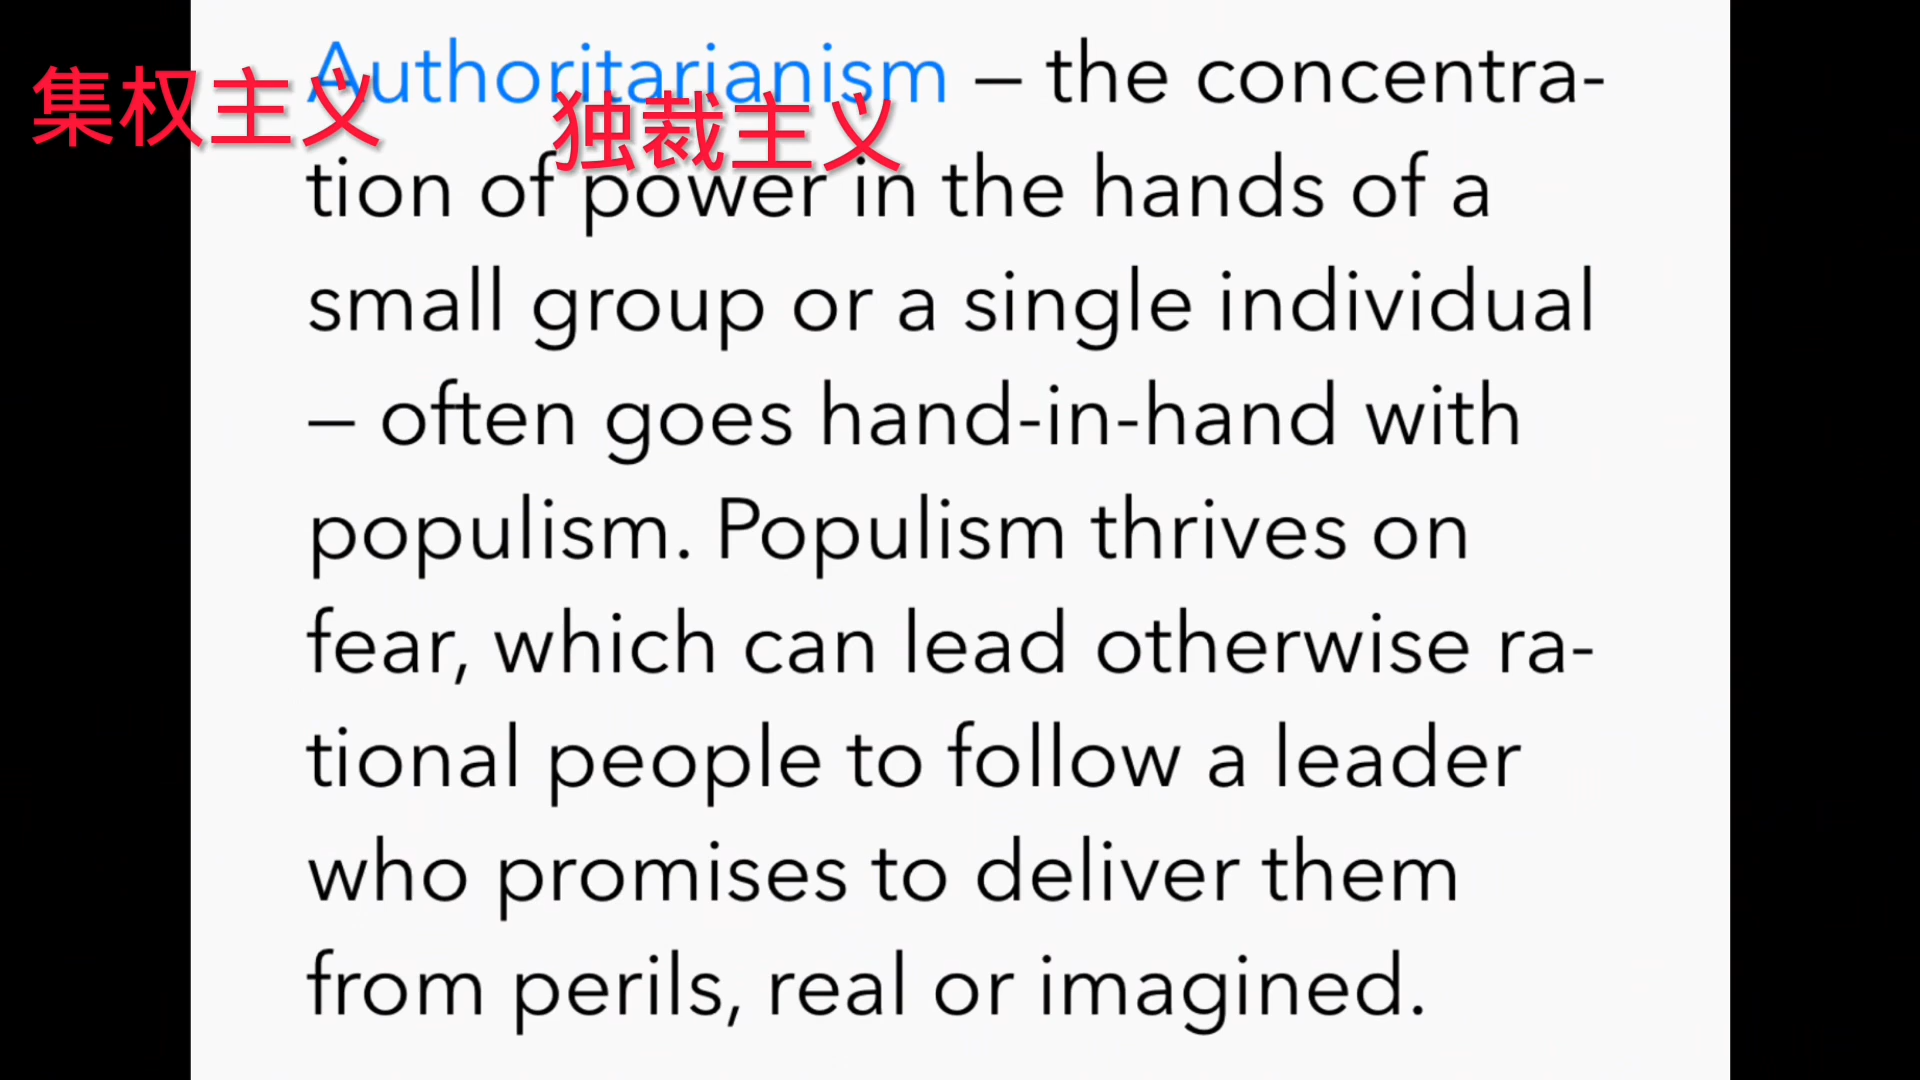 集权主义
Authoritarianism – the concentra-
独裁主义
tion of power in the hands of a
small group or a single individual
– often goes hand-in-hand with
populism. Populism thrives on
fear, which can lead otherwise ra-
tional people to follow a leader
who promises to deliver them
from perils, real or imagined.